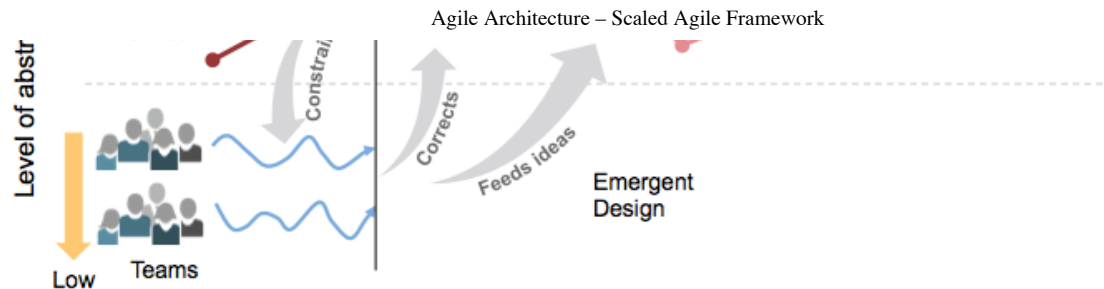 Agile Architecture – Scaled Agile Framework
Level of abstr
Constrai
Corrects
Feeds ideas
Emergent
Design
Teams
Low